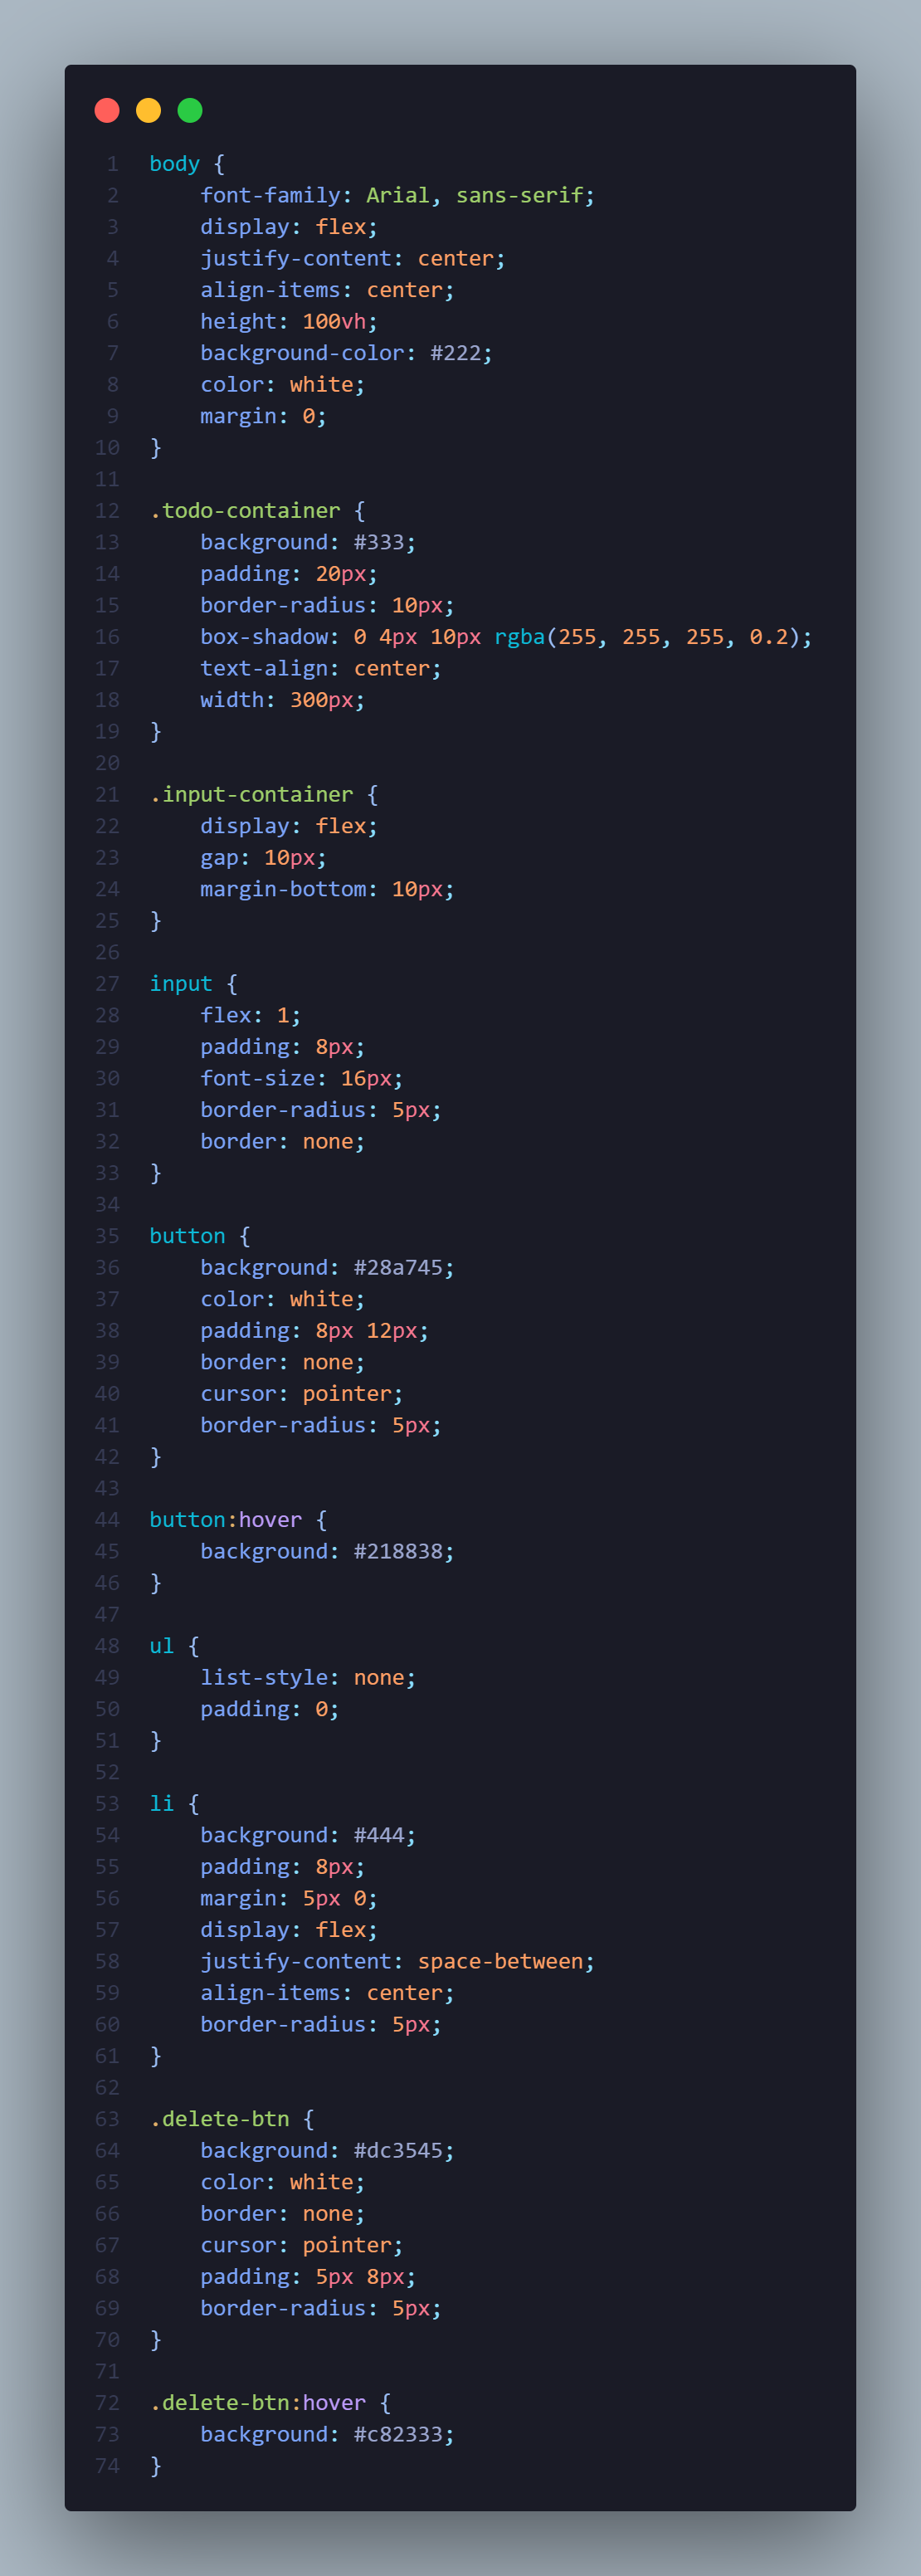 1 body {
2     font-family: Arial, sans-serif;
3     display: flex;
4     justify-content: center;
5     align-items: center;
6     height: 100vh;
7     background-color: #222;
8     color: white;
9     margin: 0;
10 }
11
12 .todo-container {
13     background: #333;
14     padding: 20px;
15     border-radius: 10px;
16     box-shadow: 0 4px 10px rgba(255, 255, 255, 0.2);
17     text-align: center;
18     width: 300px;
19 }
20
21 .input-container {
22     display: flex;
23     gap: 10px;
24     margin-bottom: 10px;
25 }
26
27 input {
28     flex: 1;
29     padding: 8px;
30     font-size: 16px;
31     border-radius: 5px;
32     border: none;
33 }
34
35 button {
36     background: #28a745;
37     color: white;
38     padding: 8px 12px;
39     border: none;
40     cursor: pointer;
41     border-radius: 5px;
42 }
43
44 button:hover {
45     background: #218838;
46 }
47
48 ul {
49     list-style: none;
50     padding: 0;
51 }
52
53 li {
54     background: #444;
55     padding: 8px;
56     margin: 5px 0;
57     display: flex;
58     justify-content: space-between;
59     align-items: center;
60     border-radius: 5px;
61 }
62
63 .delete-btn {
64     background: #dc3545;
65     color: white;
66     border: none;
67     cursor: pointer;
68     padding: 5px 8px;
69     border-radius: 5px;
70 }
71
72 .delete-btn:hover {
73     background: #c82333;
74 }